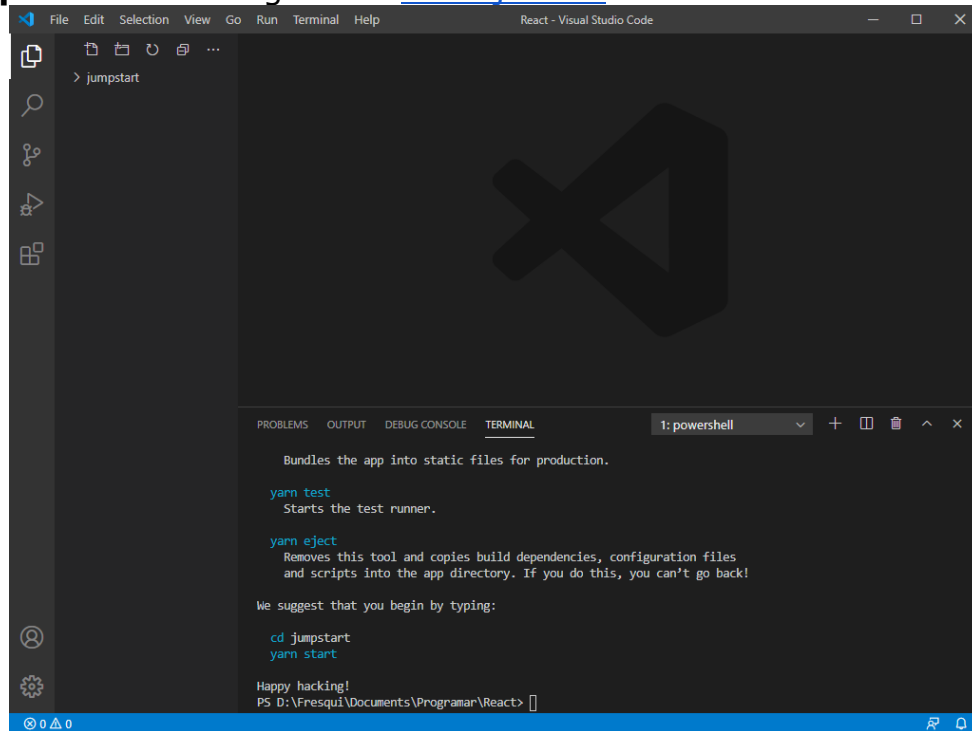 File Edit Selection View Go Run Terminal Help React - Visual Studio Code
jumpstart
PROBLEMS OUTPUT DEBUG CONSOLE TERMINAL 1: powershell
Bundles the app into static files for production.
yarn test
Starts the test runner.
yarn eject
Removes this tool and copies build dependencies, configuration files
and scripts into the app directory. If you do this, you can’t go back!
We suggest that you begin by typing:
cd jumpstart
yarn start
Happy hacking!
PS D:\Fresqui\Documents\Programar\React>
0 0